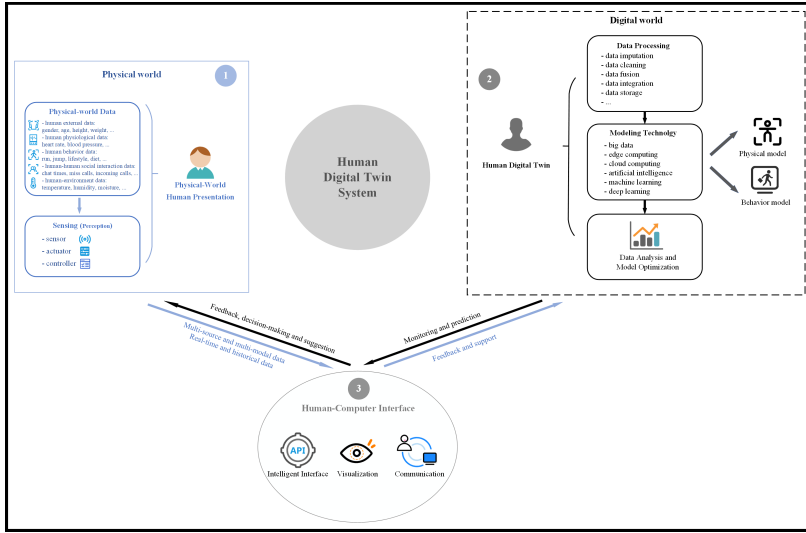 Physical world
1
Physical-world Data
- human external data:
gender, age, height, weight, ...
- human physiological data:
heart rate, blood pressure, ...
- human behavior data:
run, jump, lifestyle, diet, ...
- human-human social interaction data:
chat times, miss calls, incoming calls, ...
- human-environment data:
temperature, humidity, moisture, ...
Sensing (Perception)
- sensor
- actuator
- controller
Physical-World
Human Presentation
Human
Digital Twin
System
Digital world
2
Human Digital Twin
Data Processing
- data imputation
- data cleaning
- data fusion
- data integration
- data storage
- ...
Modeling Technolgy
- big data
- edge computing
- cloud computing
- artificial intelligence
- machine learning
- deep learning
Data Analysis and
Model Optimization
Physical model
Behavior model
Feedback, decision-making and suggestion
Multi-source and multi-modal data
Real-time and historical data
Monitoring and prediction
Feedback and support
3
Human-Computer Interface
API
Intelligent Interface
Visualization
Communication